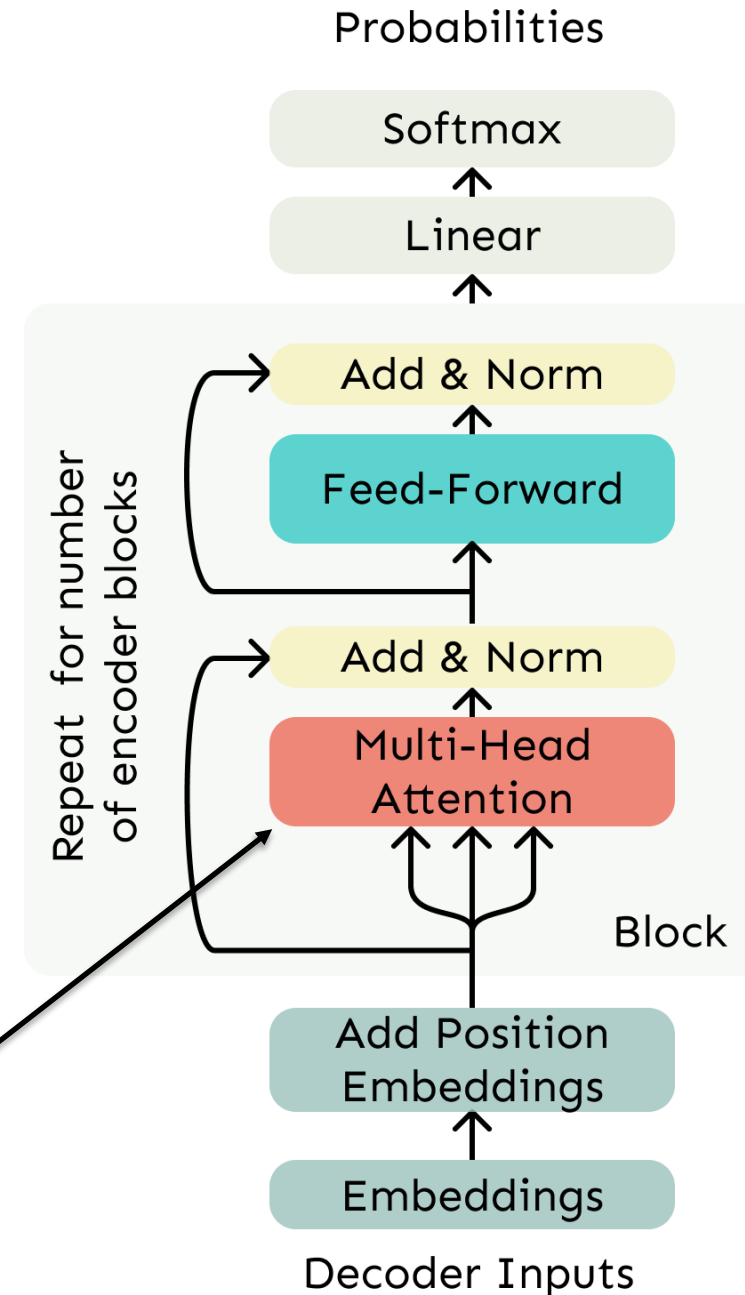 Probabilities
Softmax
Linear
Add & Norm
Feed-Forward
Repeat for number
of encoder blocks
Add & Norm
Multi-Head
Attention
Block
Add Position
Embeddings
Embeddings
Decoder Inputs